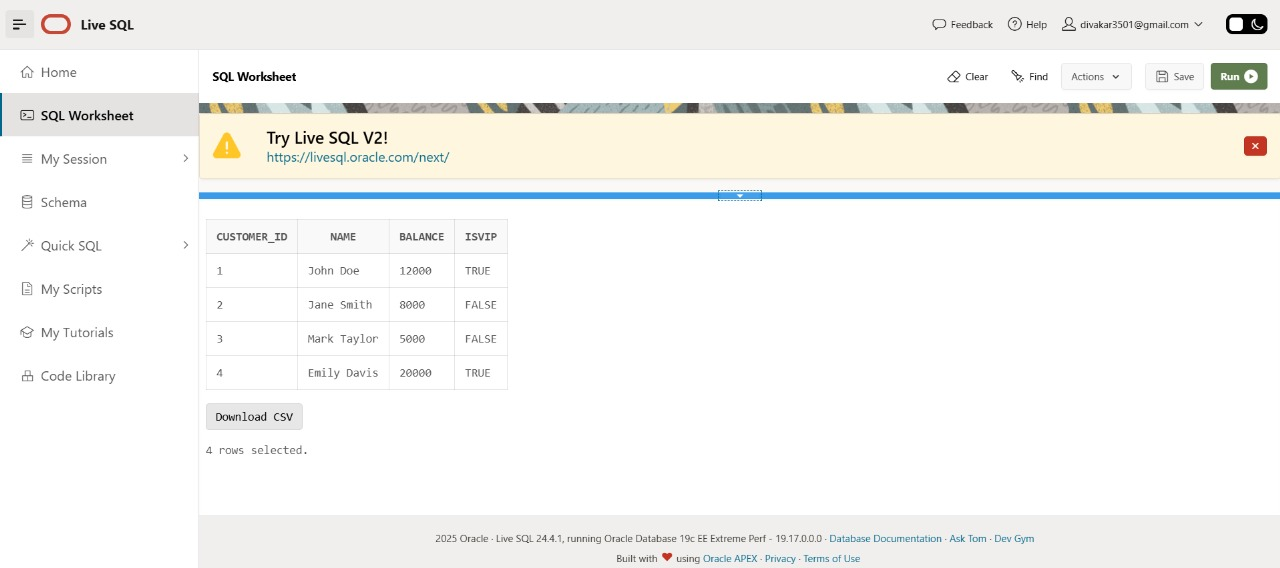 Live SQL
Feedback
Help
divakar3501@gmail.com
Home
SQL Worksheet
My Session
Schema
Quick SQL
My Scripts
My Tutorials
Code Library
SQL Worksheet
Clear
Find
Actions
Save
Run
Try Live SQL V2!
https://livesql.oracle.com/next/
CUSTOMER_ID NAME BALANCE ISVIP
1 John Doe 12000 TRUE
2 Jane Smith 8000 FALSE
3 Mark Taylor 5000 FALSE
4 Emily Davis 20000 TRUE
Download CSV
4 rows selected.
2025 Oracle · Live SQL 24.4.1, running Oracle Database 19c EE Extreme Perf - 19.17.0.0.0 · Database Documentation · Ask Tom · Dev Gym
Built with ❤ using Oracle APEX · Privacy · Terms of Use